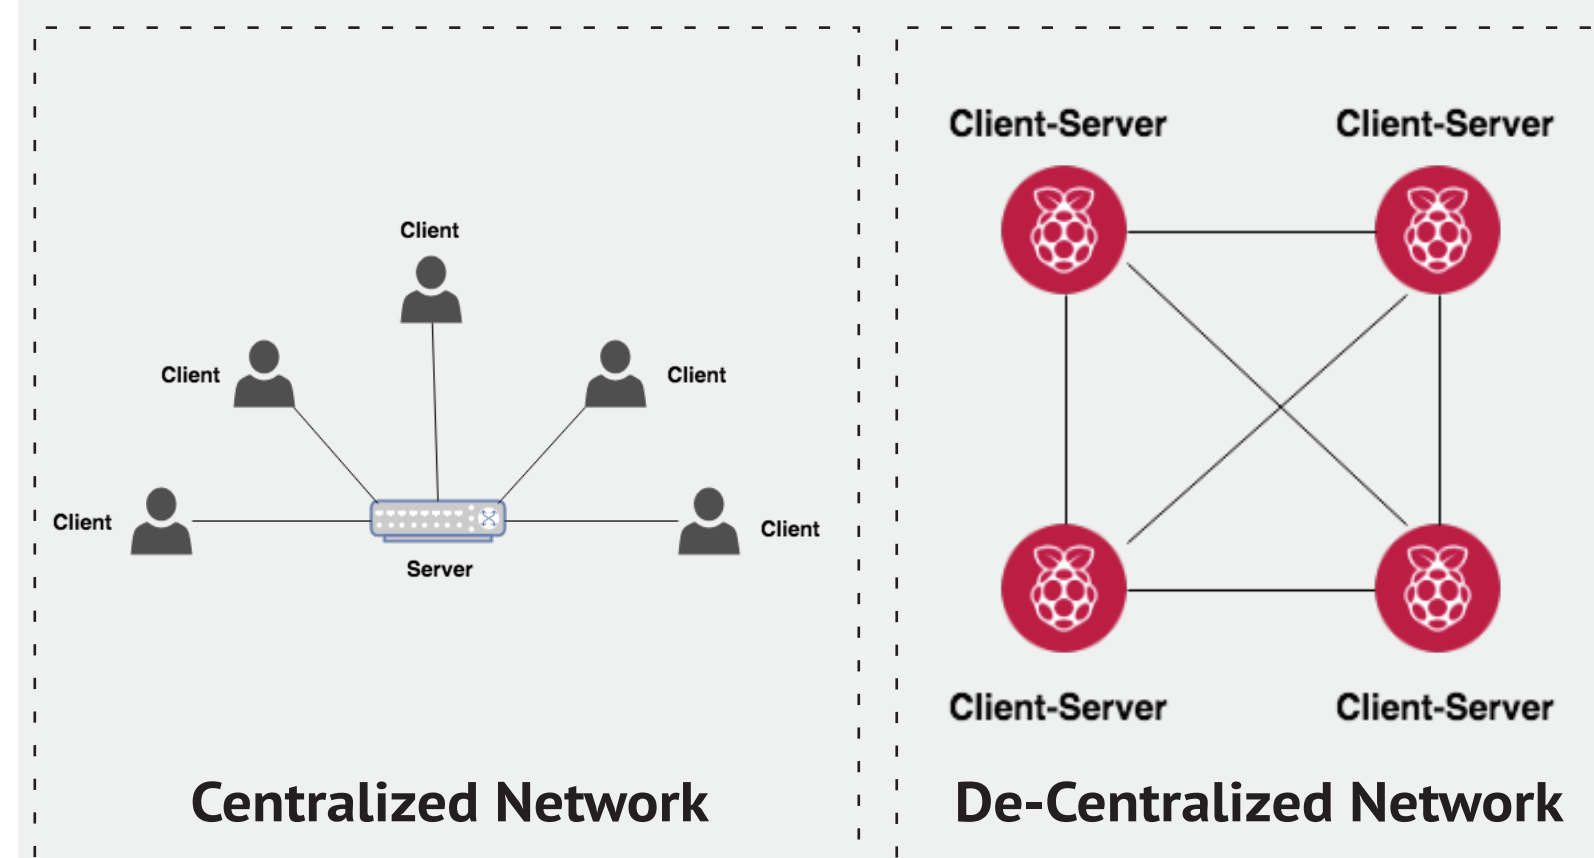 Client
Client
Client
Client
Client
Server
Centralized Network
Client-Server
Client-Server
Client-Server
Client-Server
De-Centralized Network